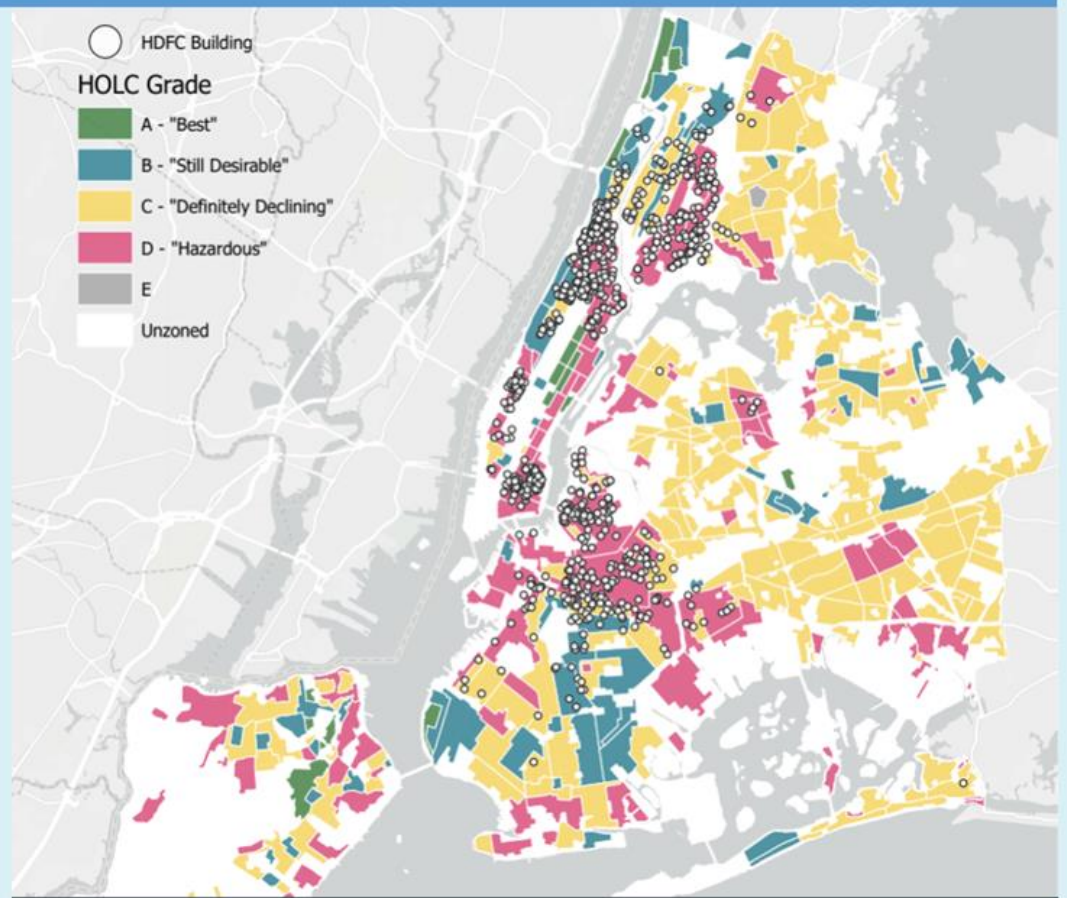 HDFC Building
HOLC Grade
A - "Best"
B - "Still Desirable"
C - "Definitely Declining"
D - "Hazardous"
E
Unzoned